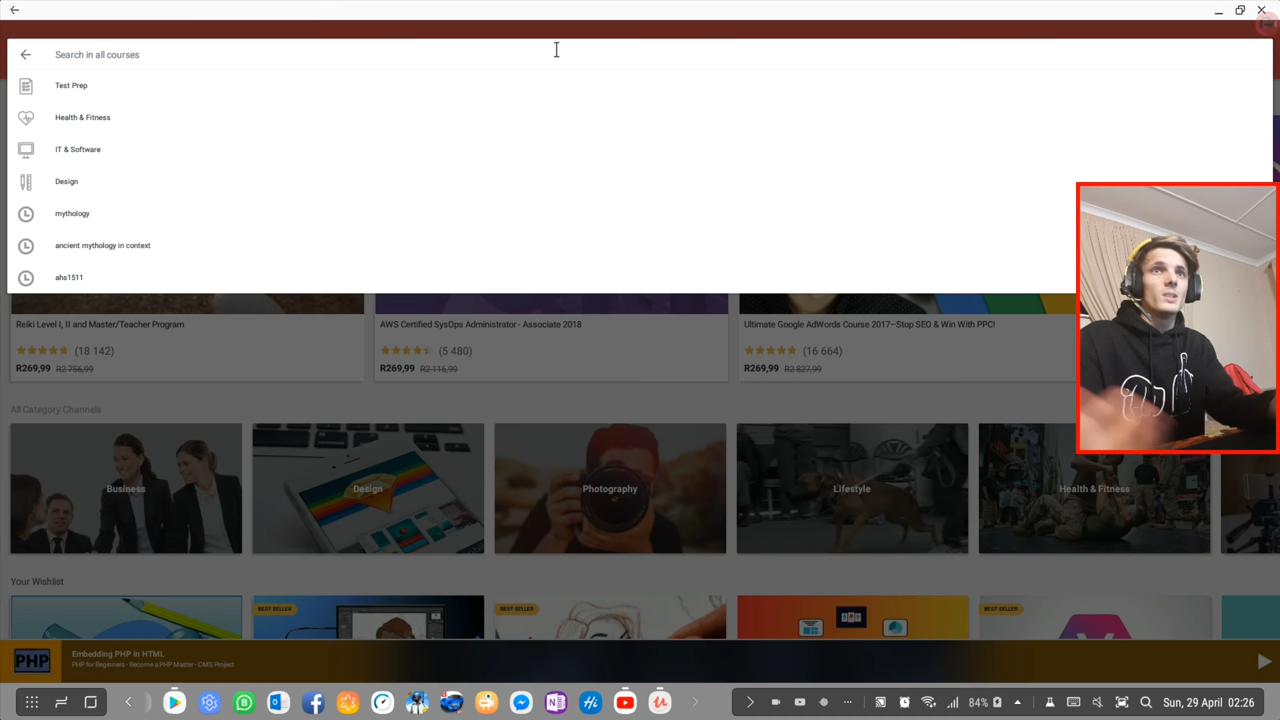 Search in all courses
Test Prep
Health & Fitness
IT & Software
Design
mythology
ancient mythology in context
ahs1511
Reiki Level I, II and Master/Teacher Program
(18 142)
R269,99 R2 756,99
AWS Certified SysOps Administrator - Associate 2018
(5 480)
R269,99 R2 116,99
Ultimate Google AdWords Course 2017–Stop SEO & Win With PPC!
(16 664)
R269,99 R2 827,99
All Category Channels
Business
Design
Photography
Lifestyle
Health & Fitness
Your Wishlist
BEST SELLER
BEST SELLER
BEST SELLER
PHP
Embedding PHP in HTML
PHP for Beginners - Become a PHP Master - CMS Project
84%
Sun, 29 April 02:26